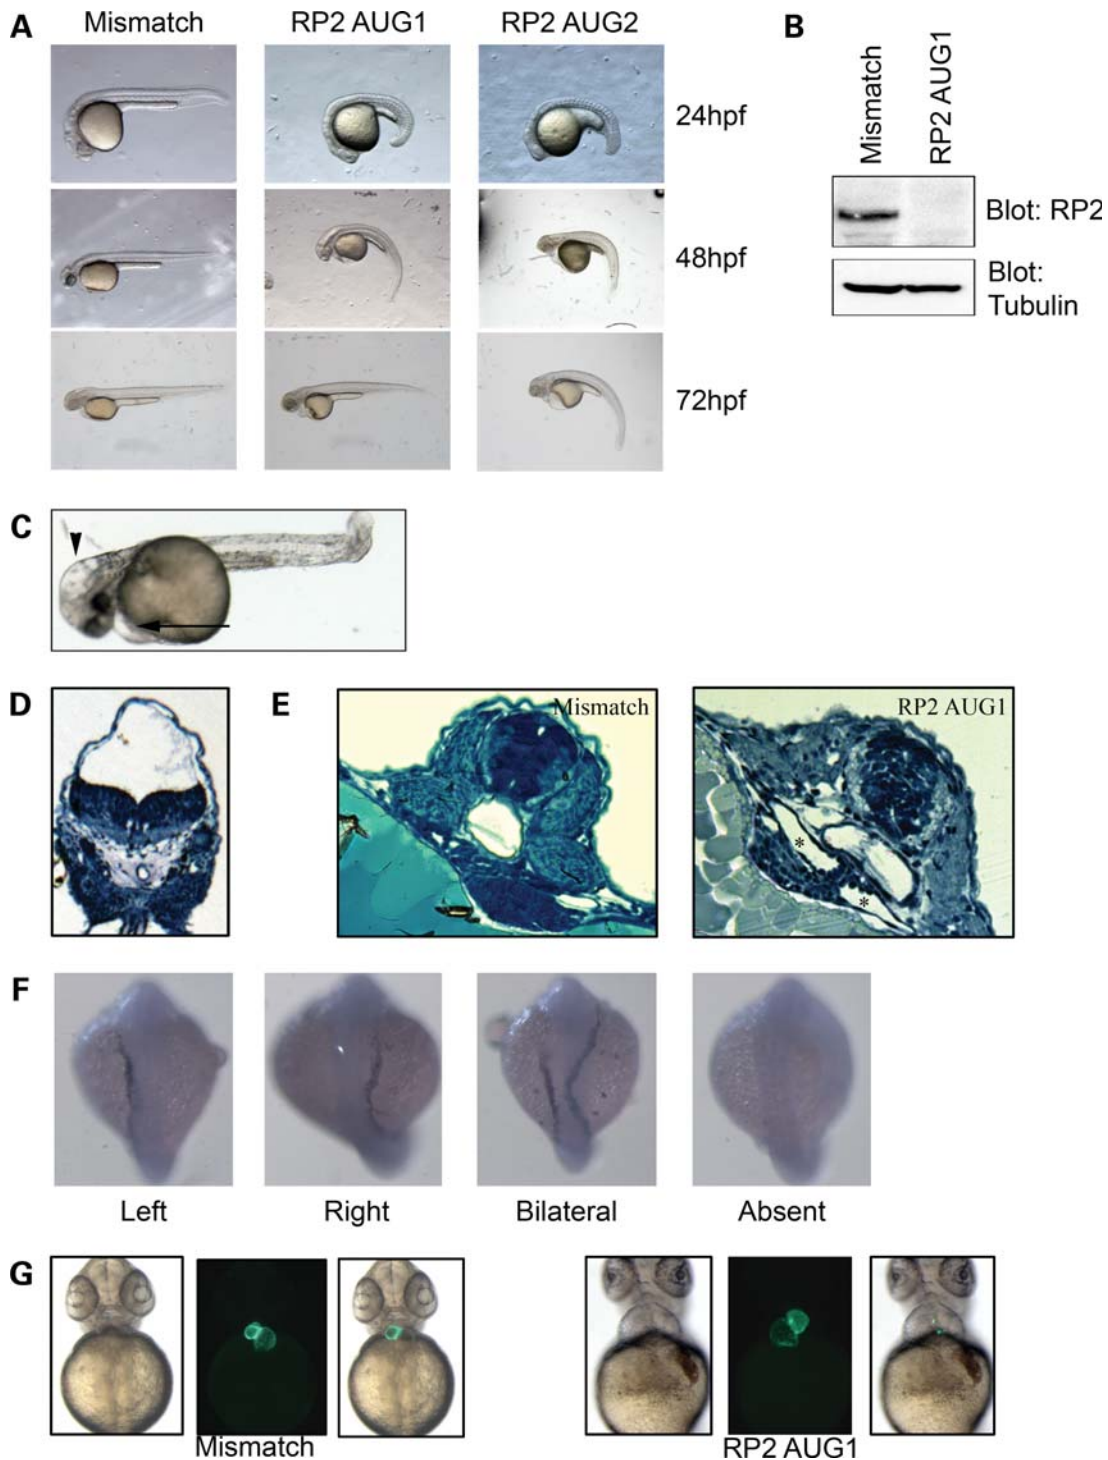 A
Mismatch
RP2 AUG1
RP2 AUG2
24hpf
48hpf
72hpf
B
Mismatch
RP2 AUG1
Blot: RP2
Blot:
Tubulin
C
D
E
Mismatch
RP2 AUG1
*
*
F
Left
Right
Bilateral
Absent
G
Mismatch
RP2 AUG1